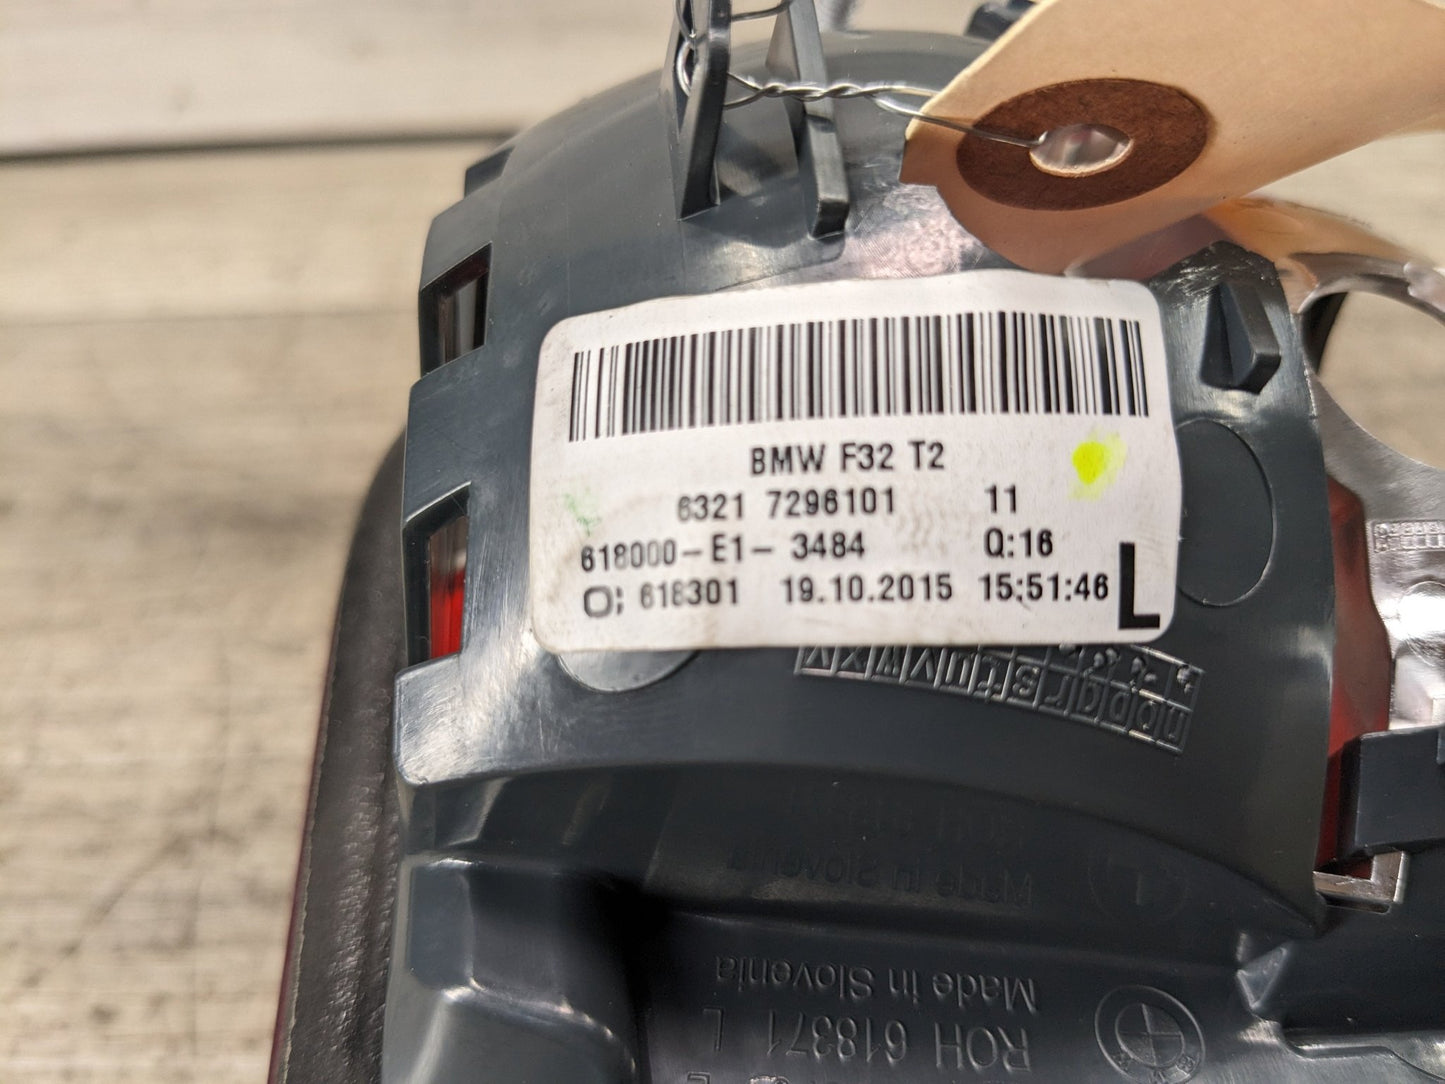 BMW F32 T2
6321 7296101 11
618000-E1- 3484 Q:16
O; 618301 19.10.2015 15:51:46 L
n o p q r s t u v w x y
Made in Slovenia
Made in Slovenia
ROH 618371 L